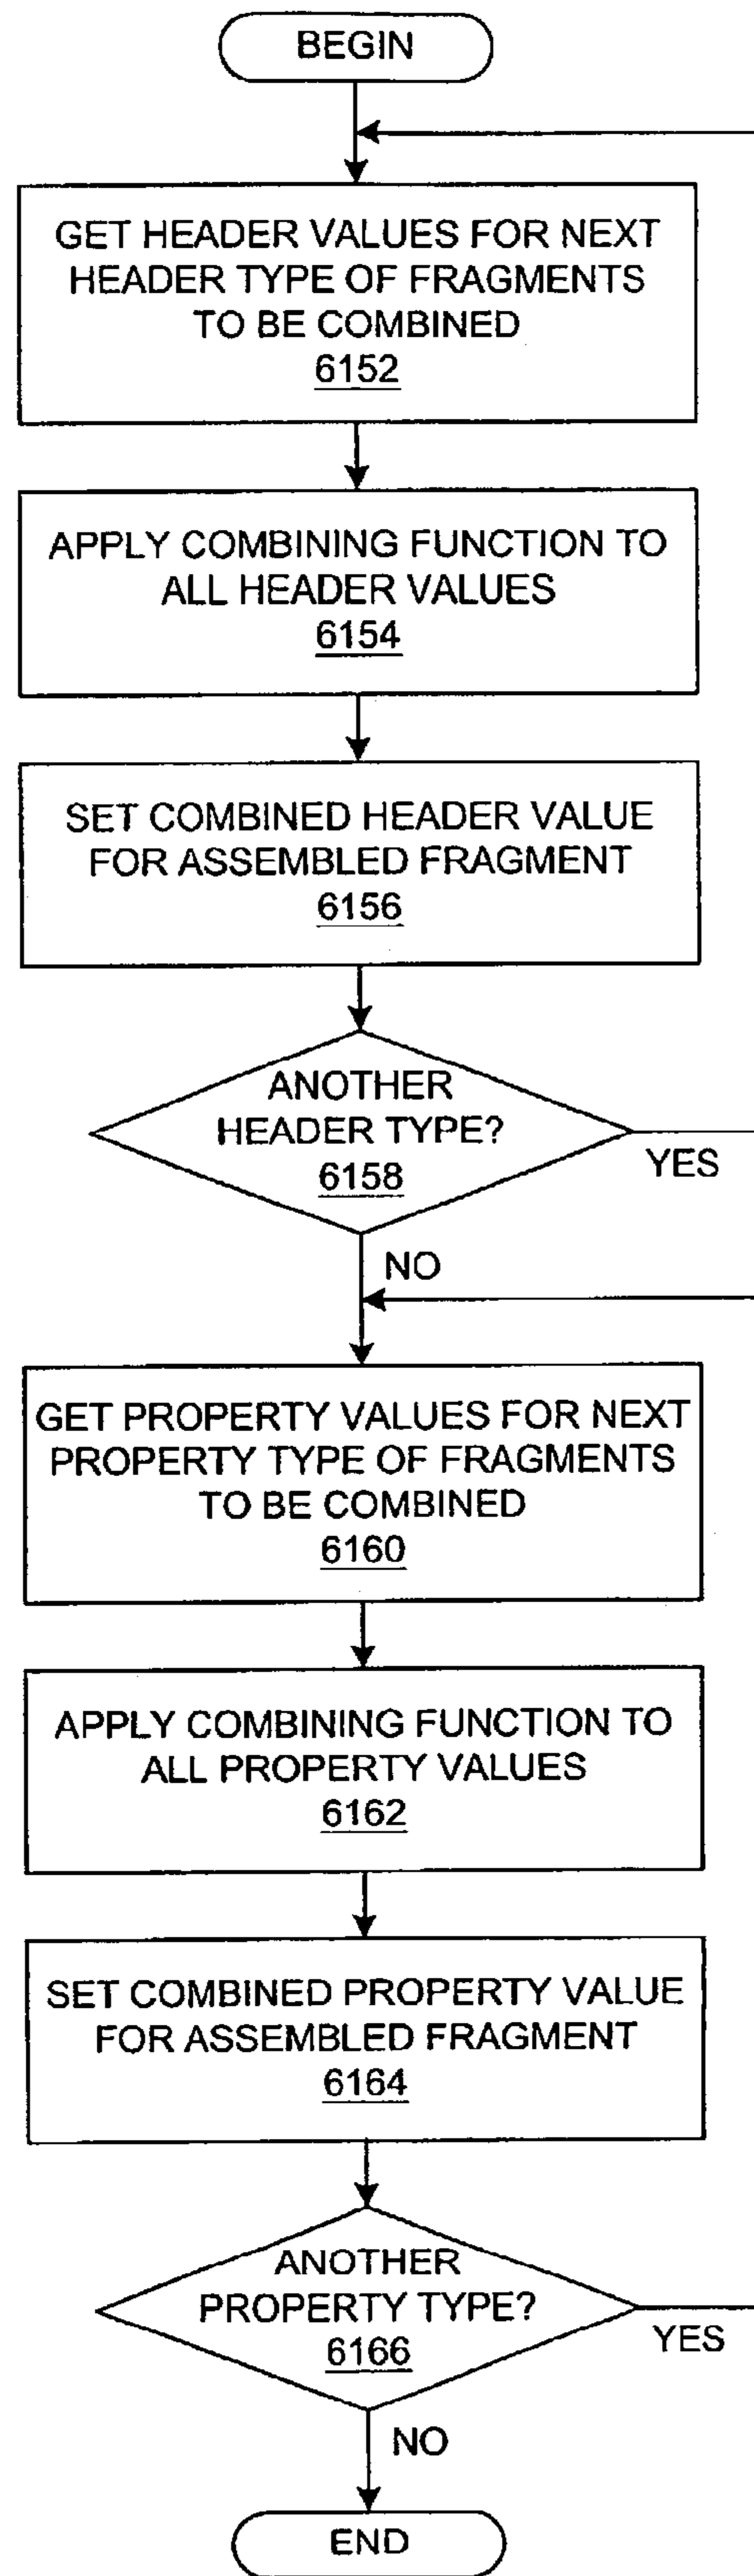 BEGIN
GET HEADER VALUES FOR NEXT
HEADER TYPE OF FRAGMENTS
TO BE COMBINED
6152
APPLY COMBINING FUNCTION TO
ALL HEADER VALUES
6154
SET COMBINED HEADER VALUE
FOR ASSEMBLED FRAGMENT
6156
ANOTHER
HEADER TYPE?
6158
YES
NO
GET PROPERTY VALUES FOR NEXT
PROPERTY TYPE OF FRAGMENTS
TO BE COMBINED
6160
APPLY COMBINING FUNCTION TO
ALL PROPERTY VALUES
6162
SET COMBINED PROPERTY VALUE
FOR ASSEMBLED FRAGMENT
6164
ANOTHER
PROPERTY TYPE?
6166
YES
NO
END